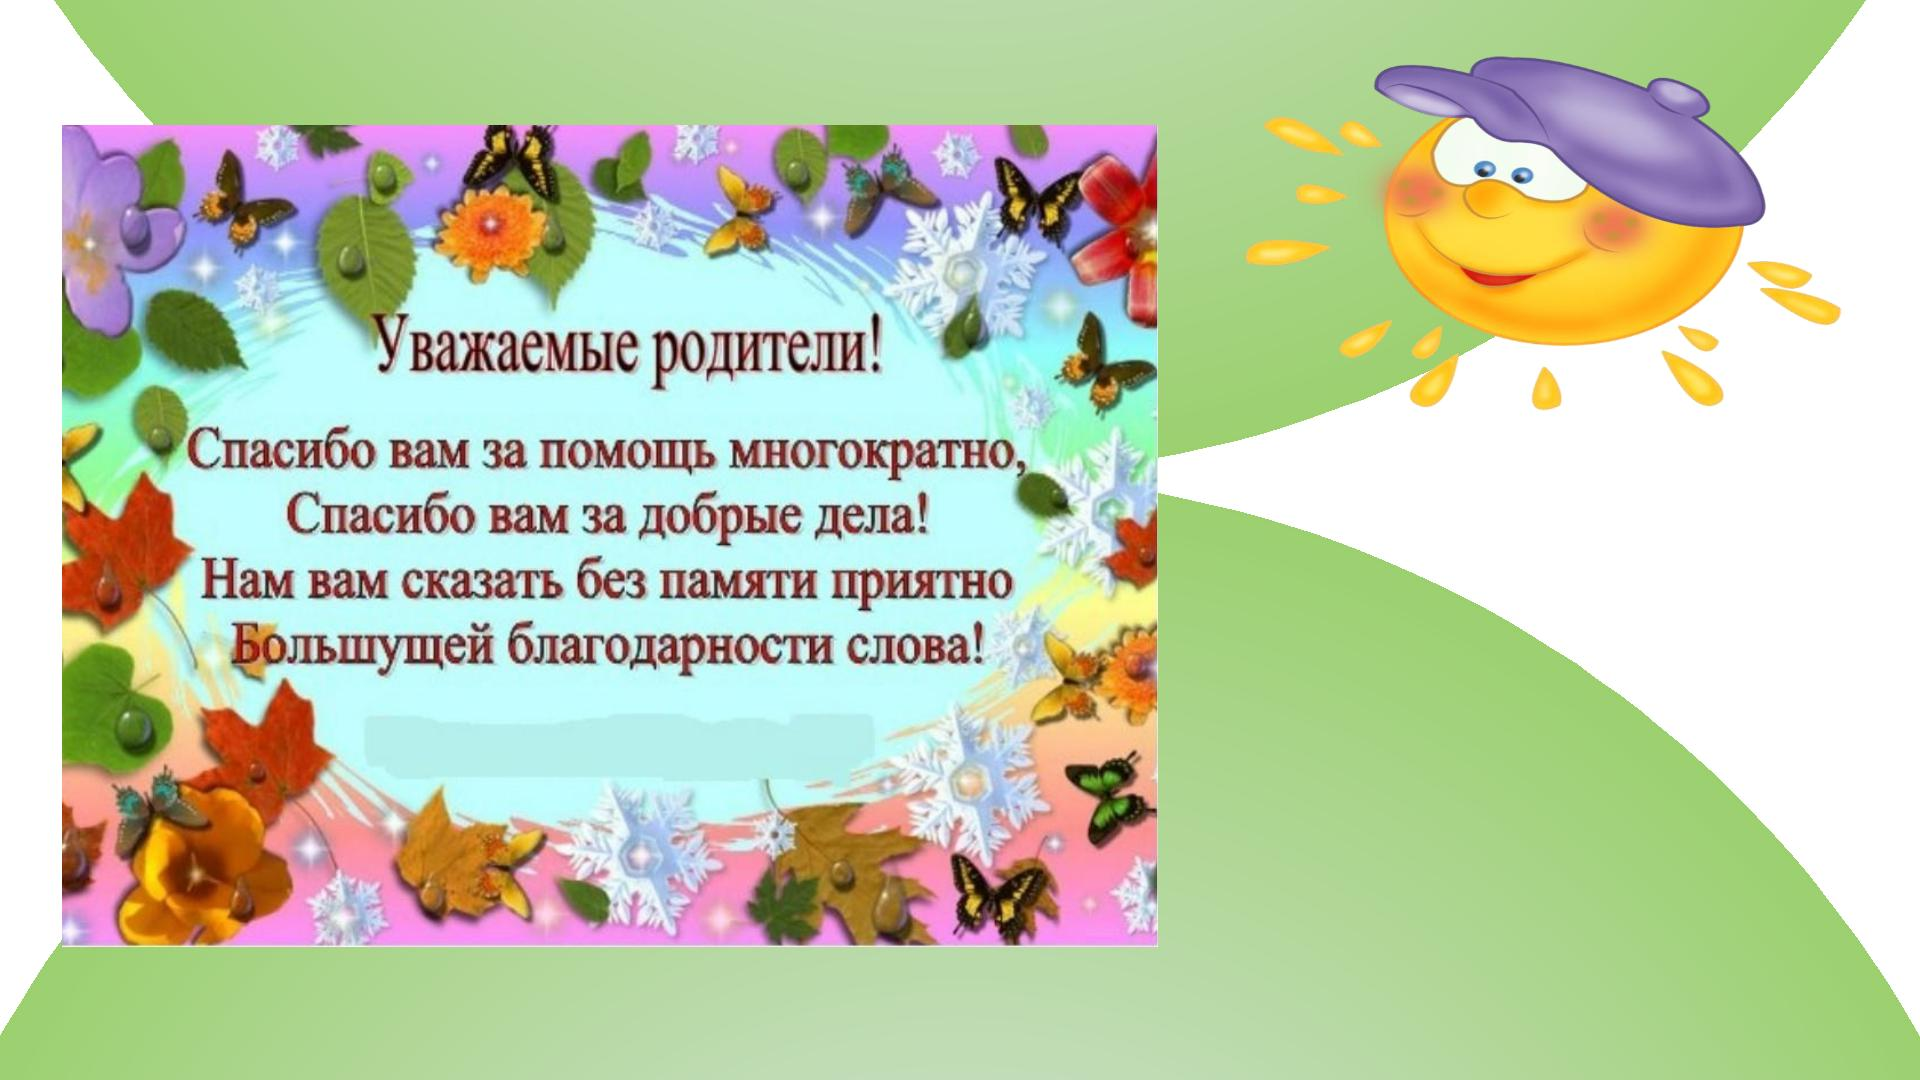 Уважаемые родители!
Спасибо вам за помощь многократно,
Спасибо вам за добрые дела!
Нам вам сказать без памяти приятно
Большущей благодарности слова!